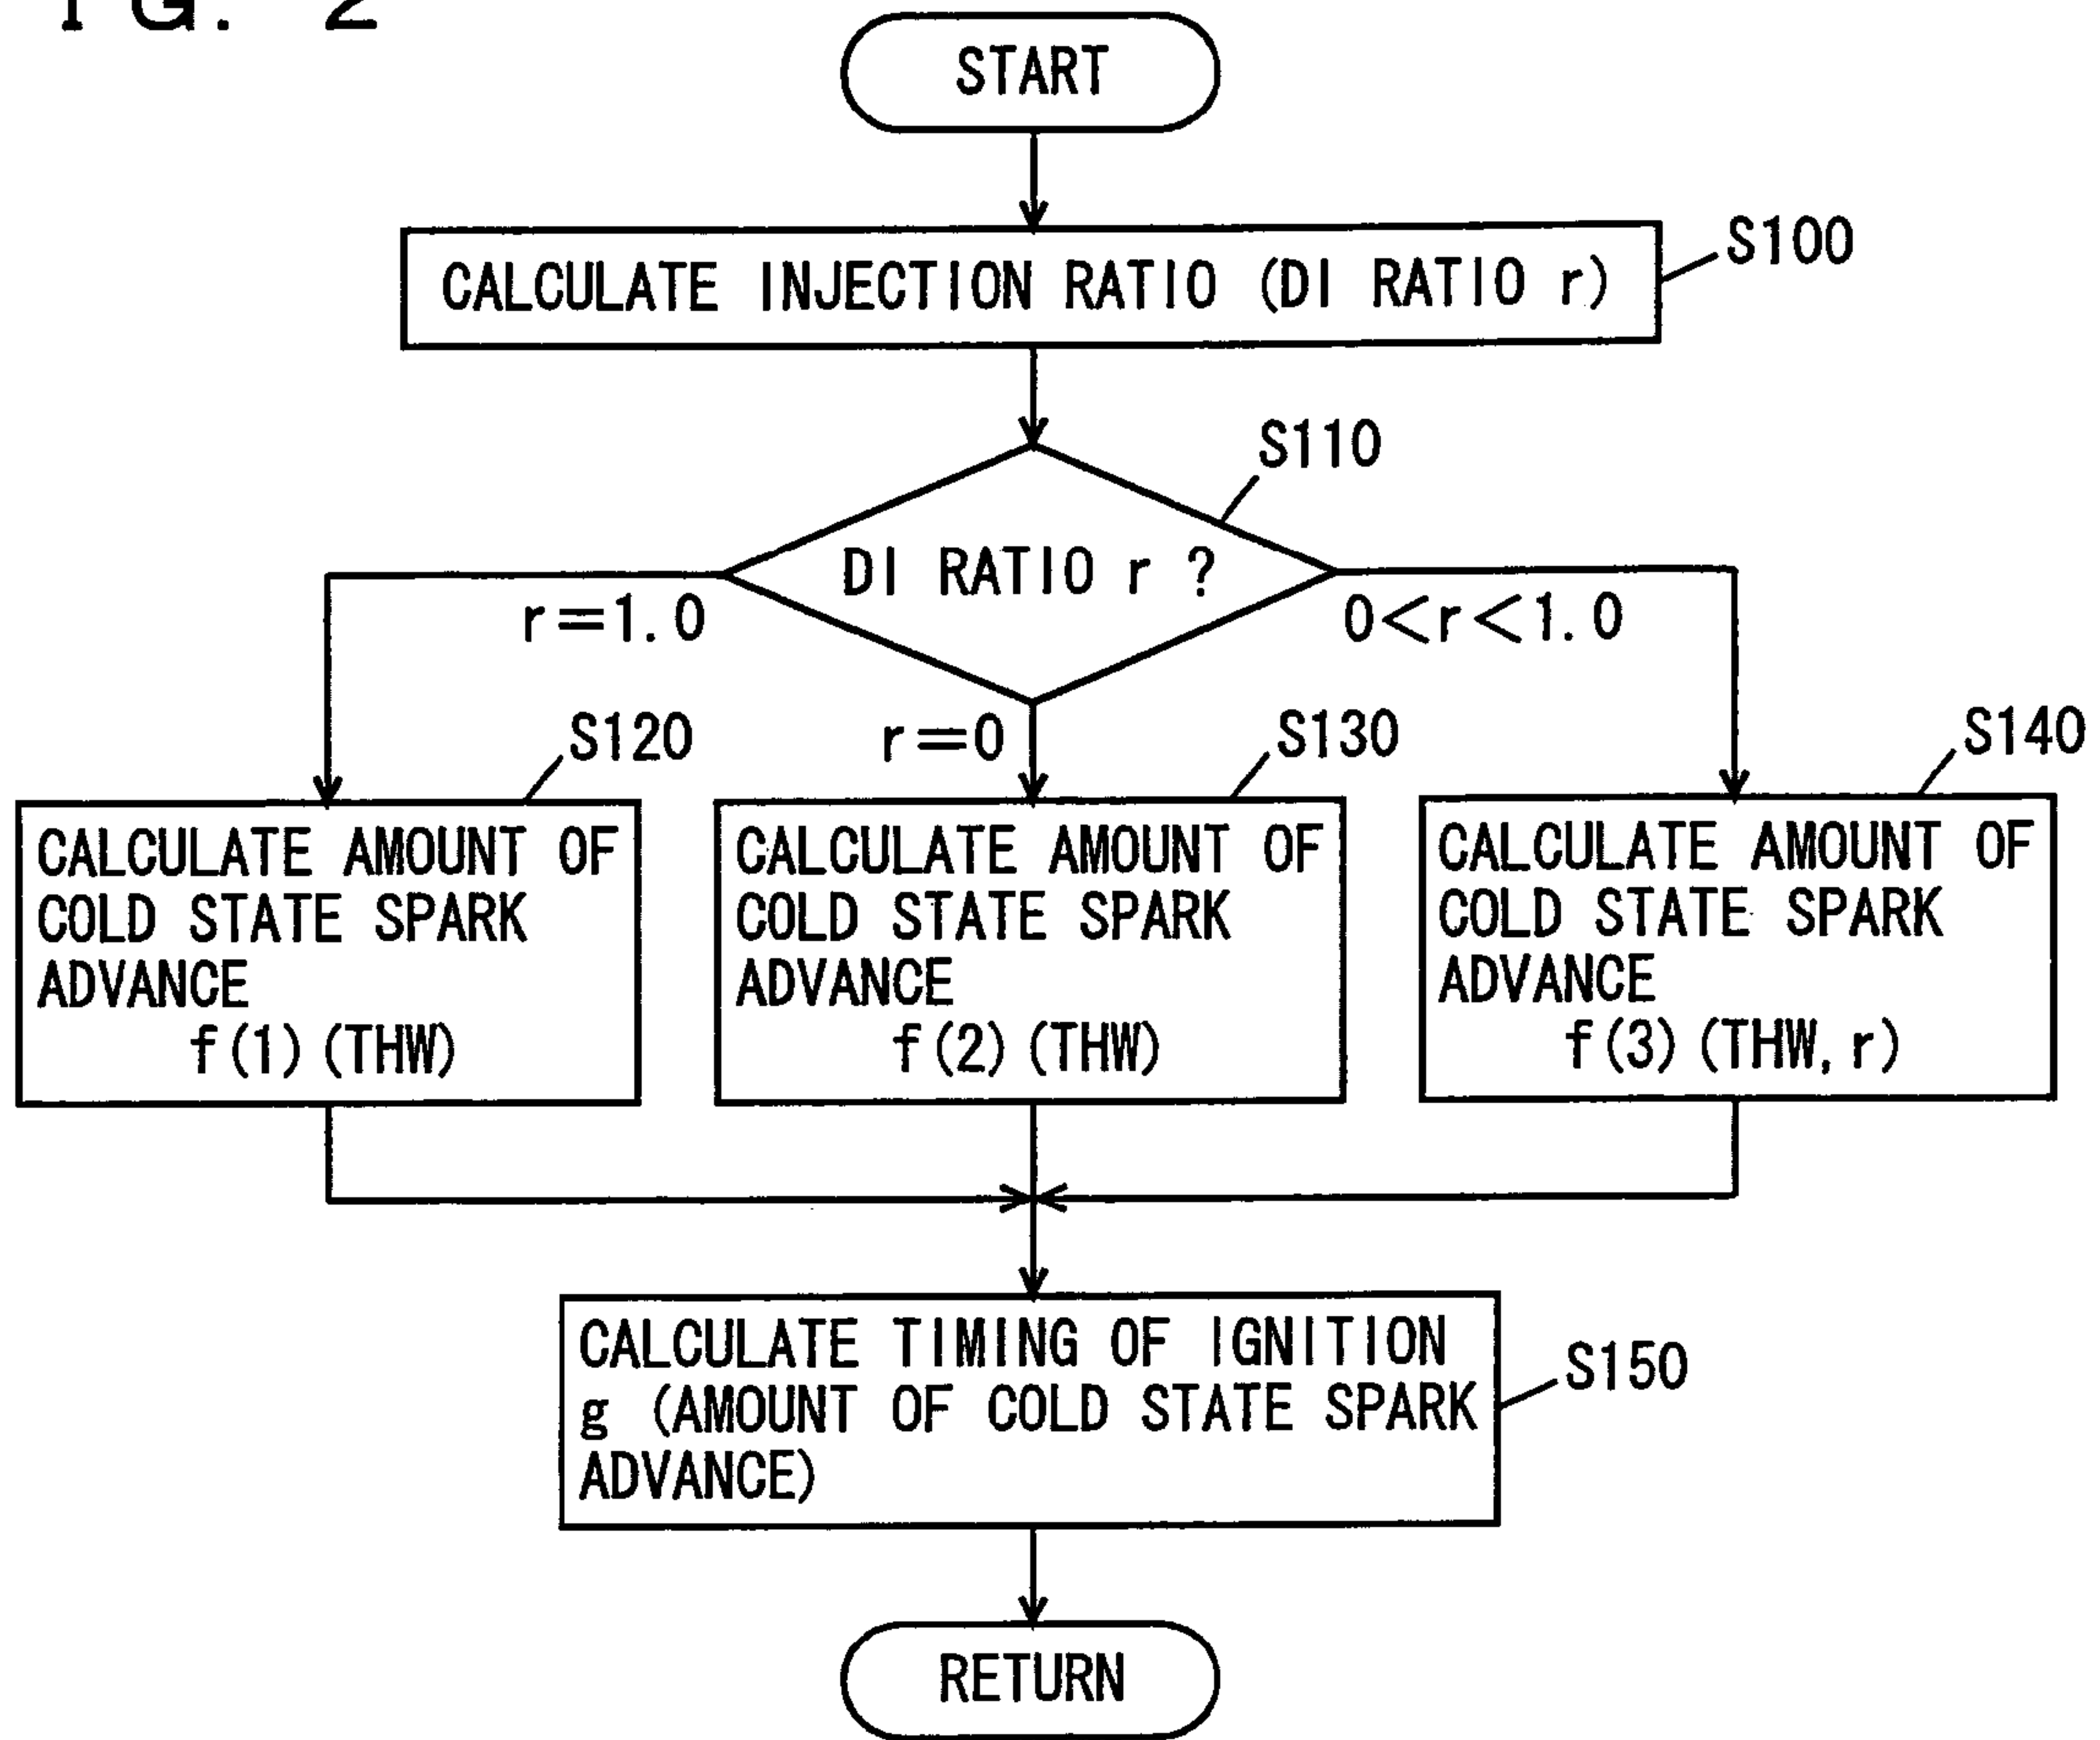 FIG. 2
START
CALCULATE INJECTION RATIO (DI RATIO r)
S100
S110
DI RATIO r ?
r=1.0
0<r<1.0
r=0
S120
S130
S140
CALCULATE AMOUNT OF
COLD STATE SPARK
ADVANCE
f(1)(THW)
CALCULATE AMOUNT OF
COLD STATE SPARK
ADVANCE
f(2)(THW)
CALCULATE AMOUNT OF
COLD STATE SPARK
ADVANCE
f(3)(THW,r)
CALCULATE TIMING OF IGNITION
g (AMOUNT OF COLD STATE SPARK
ADVANCE)
S150
RETURN